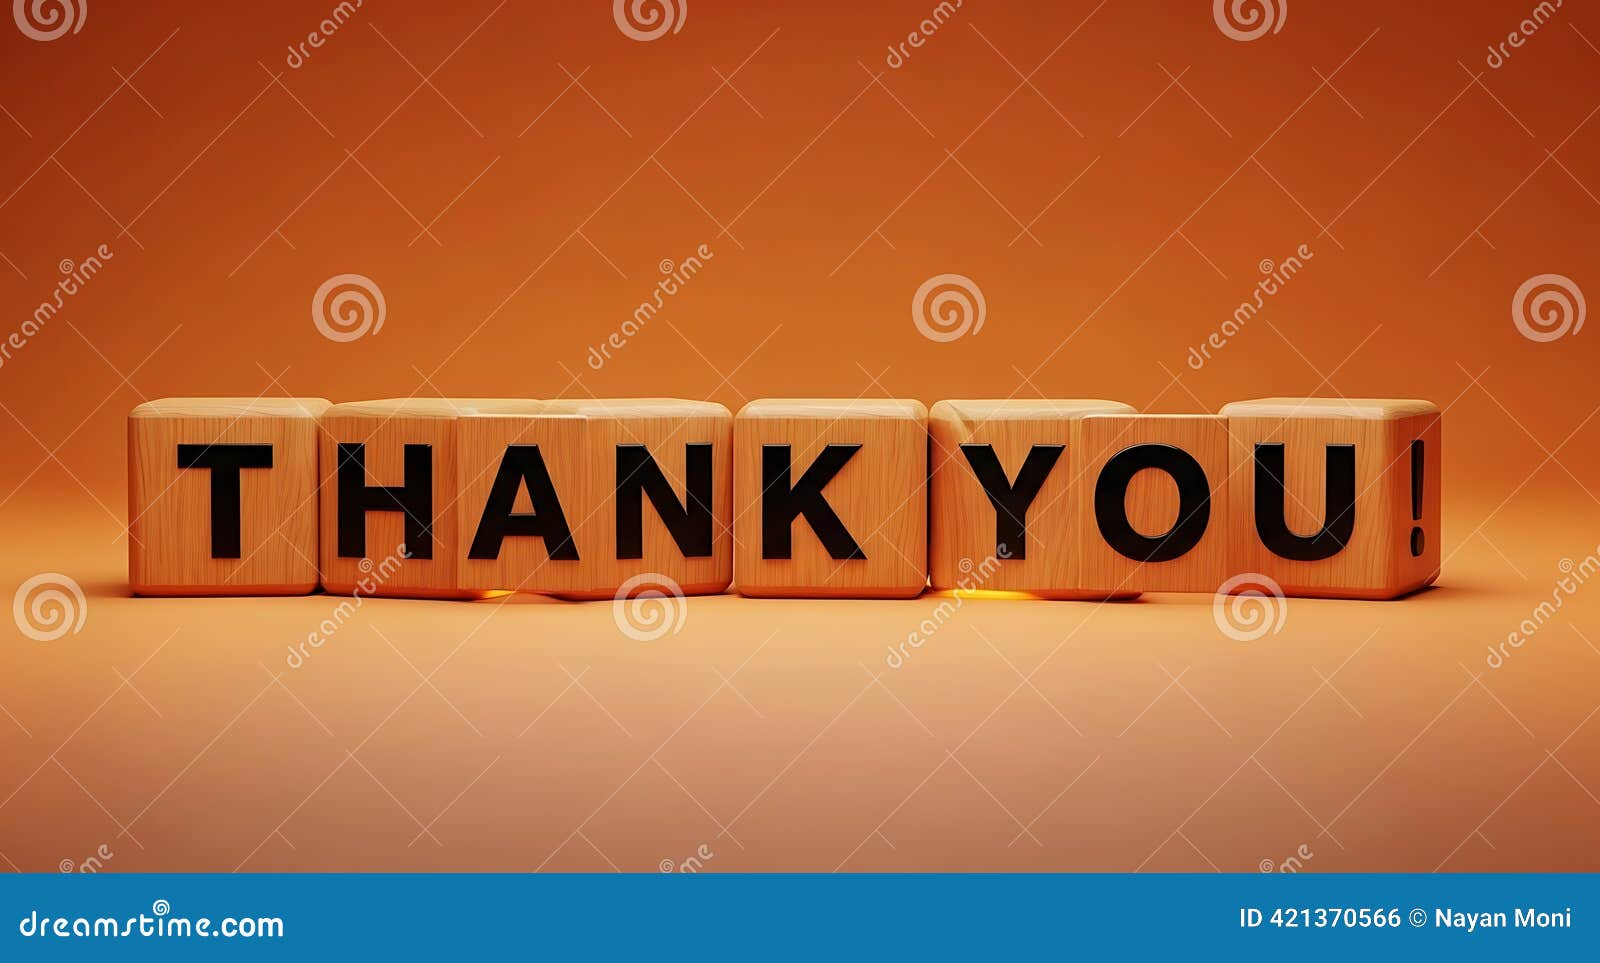 THANK YOU!
dreamstime.com
ID 421370566 © Nayan Moni